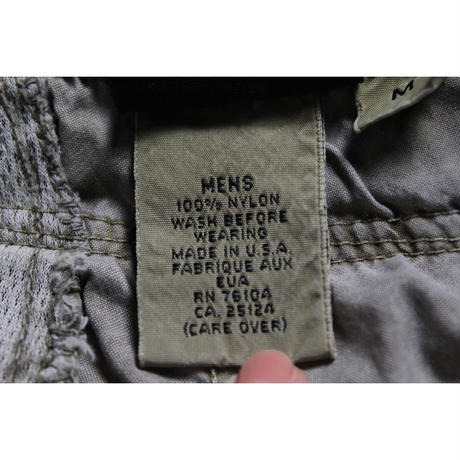 M
MENS
100% NYLON
WASH BEFORE
WEARING
MADE IN U.S.A.
FABRIQUE AUX
EUA
RN 76104
CA. 25124
(CARE OVER)